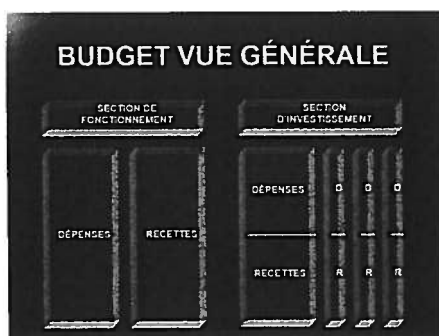 BUDGET VUE GÉNÉRALE
SECTION DE
FONCTIONNEMENT
SECTION
D'INVESTISSEMENT
DÉPENSES
RECETTES
DÉPENSES
D D D
RECETTES
R R R